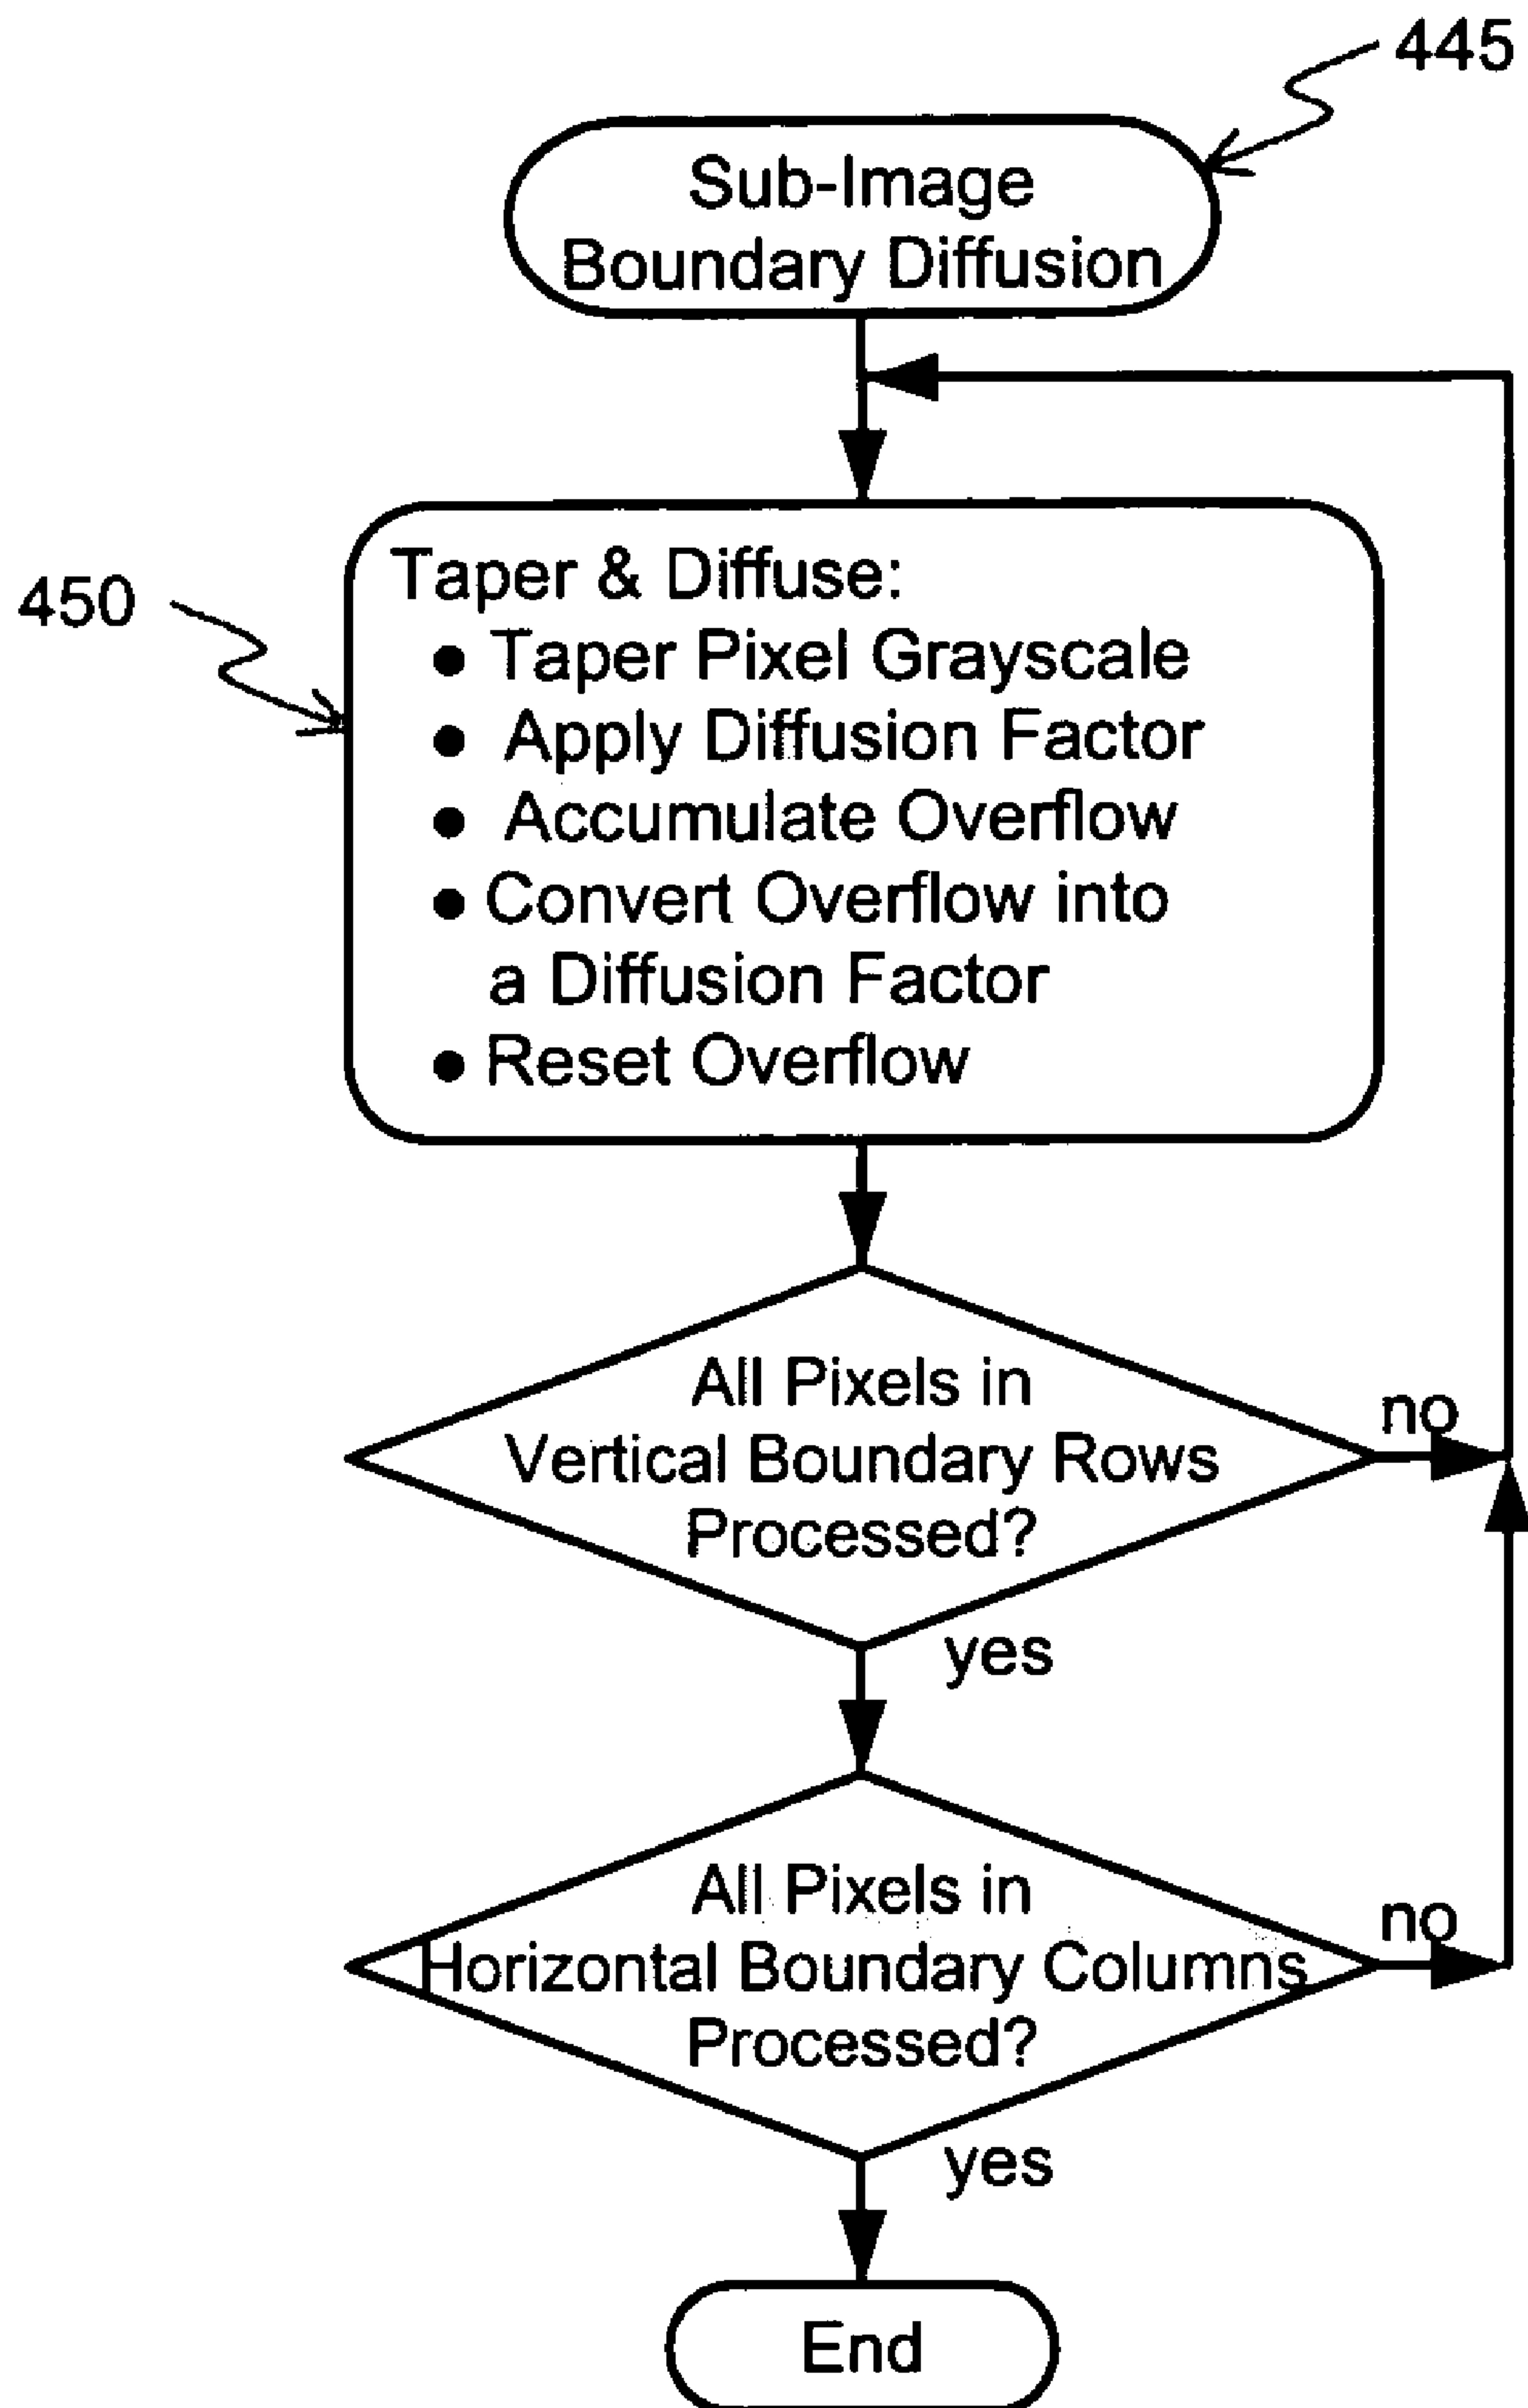 445
Sub-Image
Boundary Diffusion
450
Taper & Diffuse:
● Taper Pixel Grayscale
● Apply Diffusion Factor
● Accumulate Overflow
● Convert Overflow into
a Diffusion Factor
● Reset Overflow
All Pixels in
Vertical Boundary Rows
Processed?
no
yes
All Pixels in
Horizontal Boundary Columns
Processed?
no
yes
End